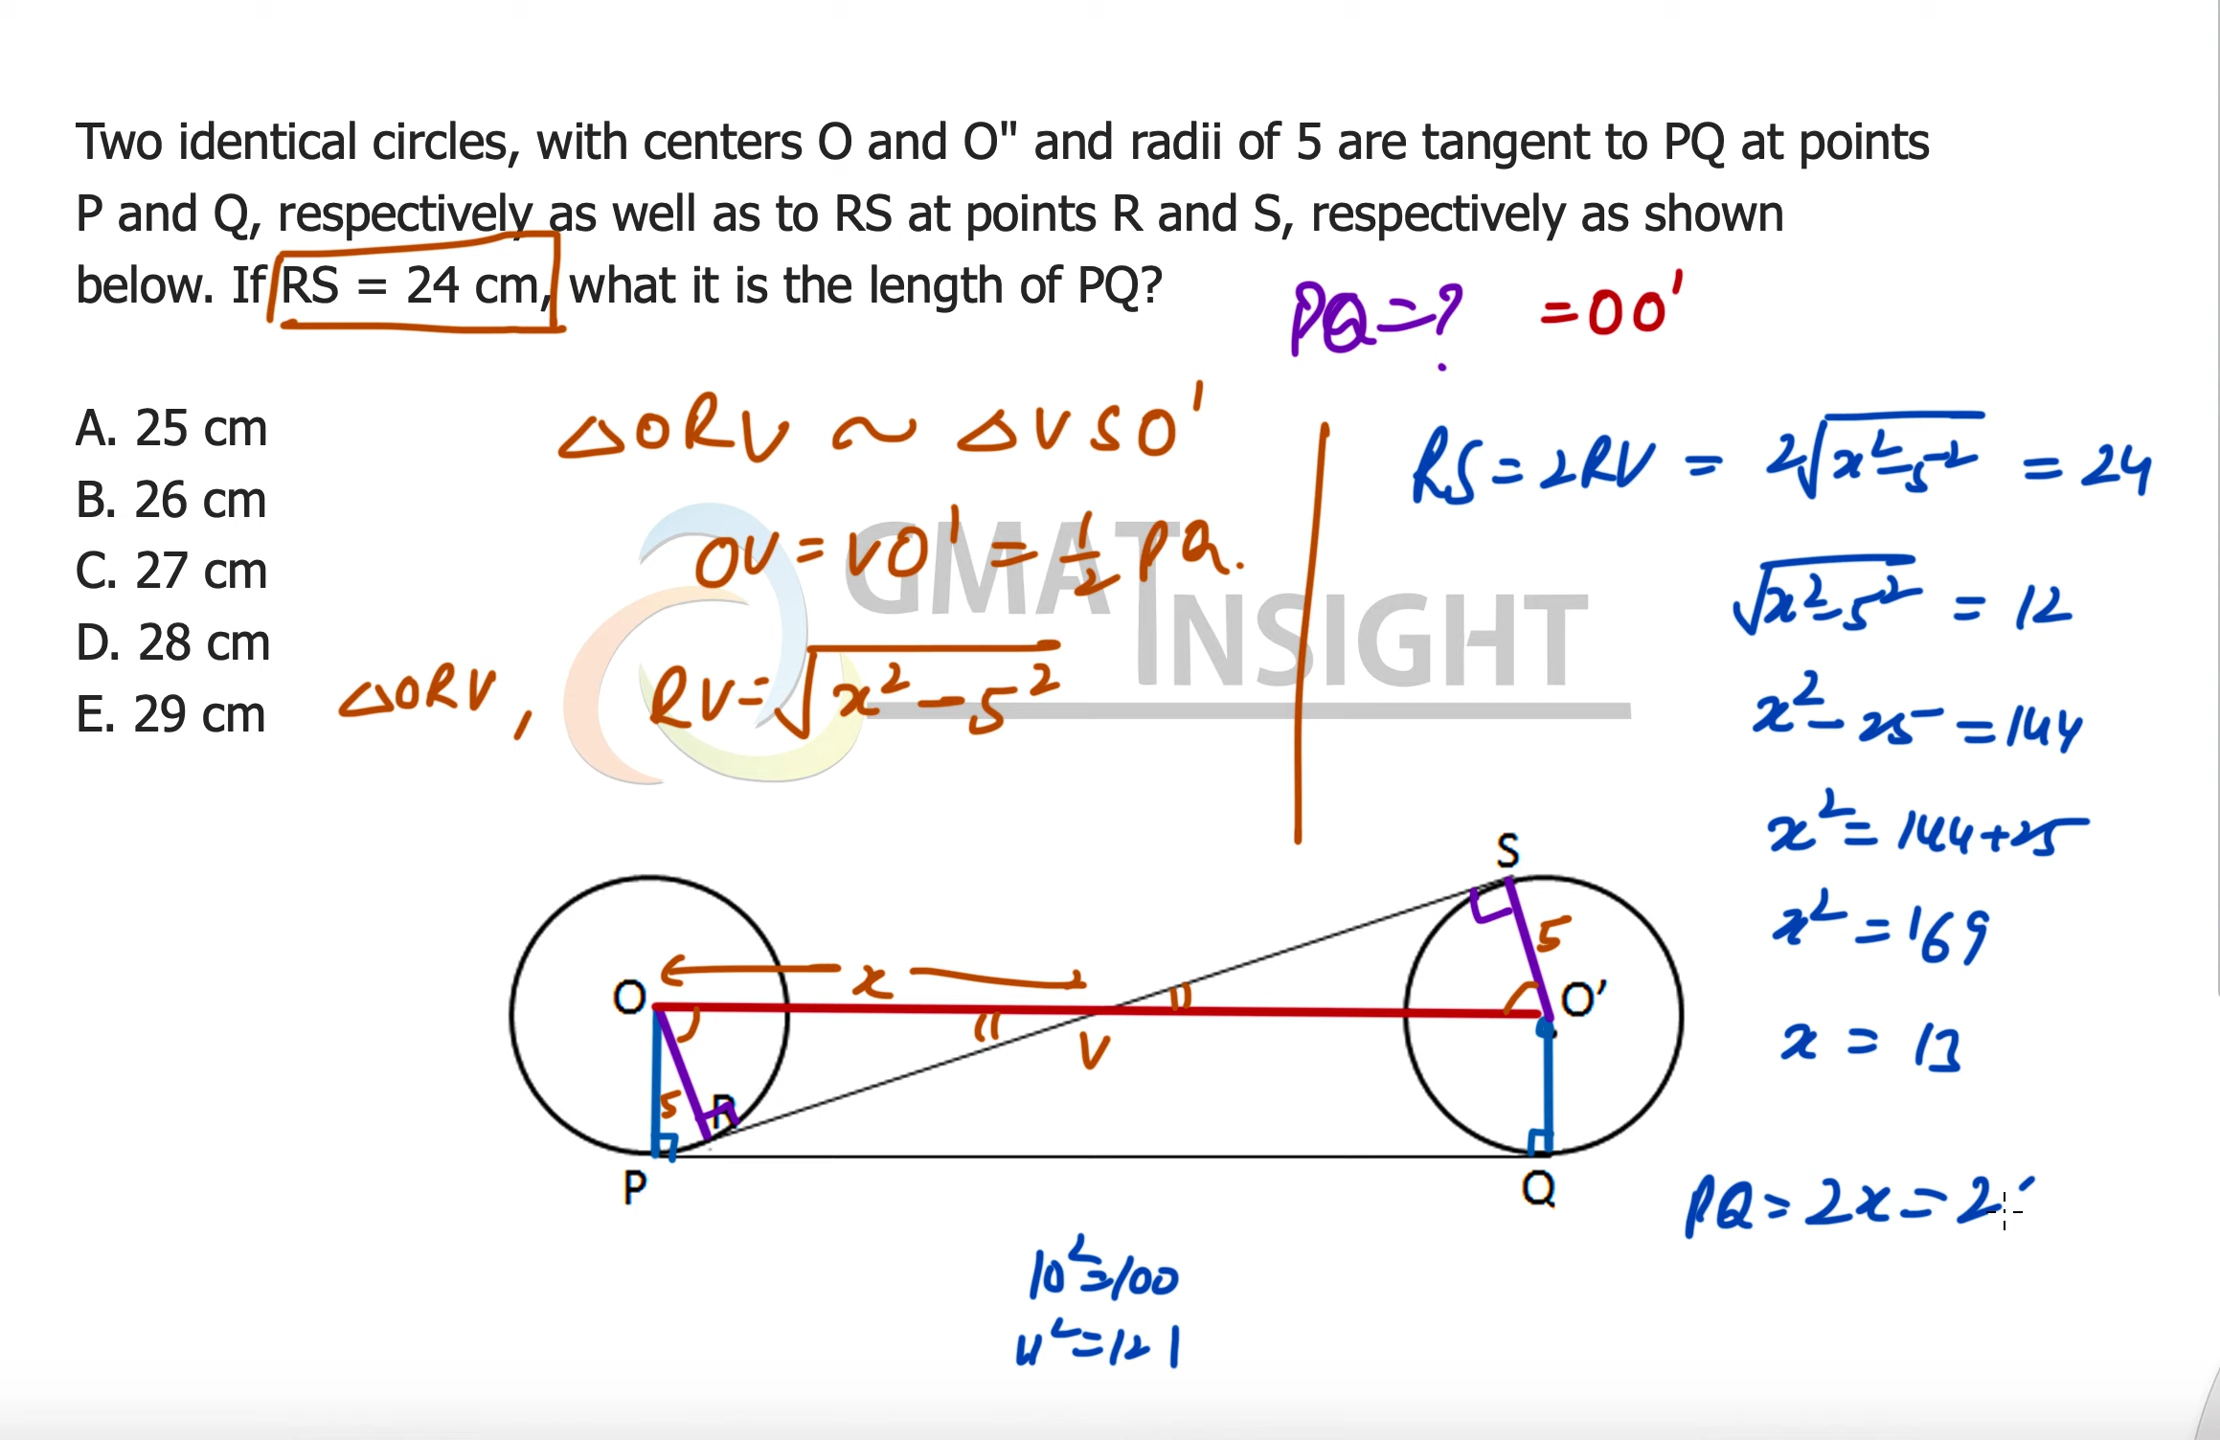 Two identical circles, with centers O and O" and radii of 5 are tangent to PQ at points
P and Q, respectively as well as to RS at points R and S, respectively as shown
below. If RS = 24 cm, what it is the length of PQ?
PQ=? =OO'
A. 25 cm
B. 26 cm
C. 27 cm
D. 28 cm
E. 29 cm
△ORV ~ △VSO'
OV = VO' = 1/2 PQ.
△ORV, RV=√x²-5²
GMAT
INSIGHT
RS = 2RV = 2√x²-5² = 24
√x²-5² = 12
x²-25 = 144
x² = 144+25
x² = 169
x = 13
PQ = 2x = 2
S
5
O
x
O'
V
5
R
P
Q
10²=100
11²=121